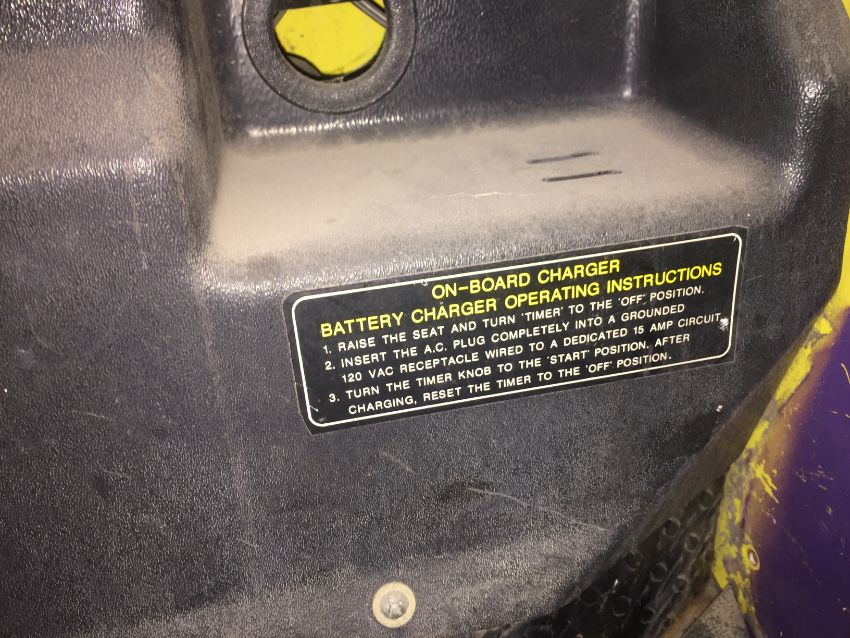 ON-BOARD CHARGER
BATTERY CHARGER OPERATING INSTRUCTIONS
1. RAISE THE SEAT AND TURN 'TIMER' TO THE 'OFF' POSITION.
2. INSERT THE A.C. PLUG COMPLETELY INTO A GROUNDED
120 VAC RECEPTACLE WIRED TO A DEDICATED 15 AMP CIRCUIT.
3. TURN THE TIMER KNOB TO THE 'START' POSITION. AFTER
CHARGING, RESET THE TIMER TO THE 'OFF' POSITION.